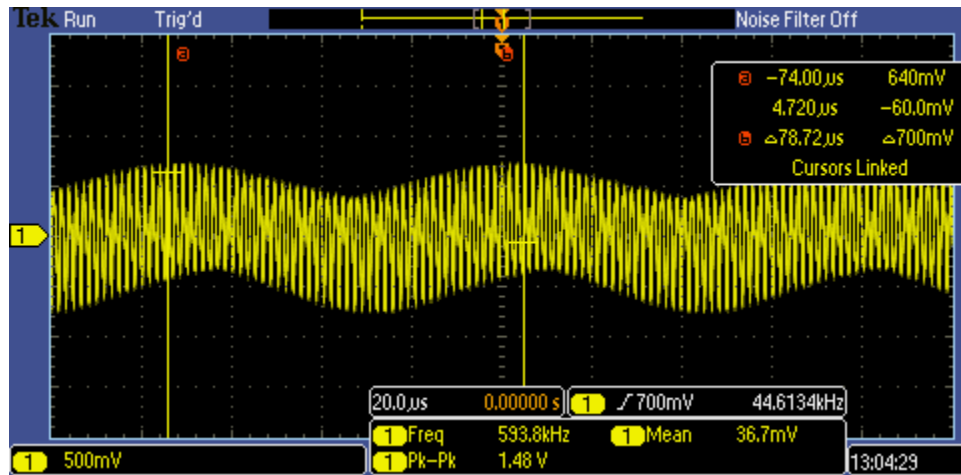 Tek Run Trig'd Noise Filter Off
a
b
a −74.00µs 640mV
4.720µs −60.0mV
b △78.72µs △700mV
Cursors Linked
1
20.0µs 0.00000 s 1 700mV 44.6134kHz
1 Freq 593.8kHz 1 Mean 36.7mV
1 500mV 1 Pk−Pk 1.48 V 13:04:29